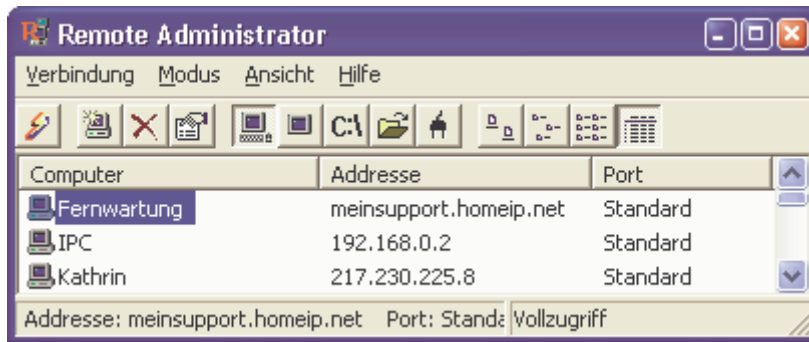 Remote Administrator
Verbindung Modus Ansicht Hilfe
C:\
Computer Addresse Port
Fernwartung meinsupport.homeip.net Standard
IPC 192.168.0.2 Standard
Kathrin 217.230.225.8 Standard
Addresse: meinsupport.homeip.net Port: Standa Vollzugriff